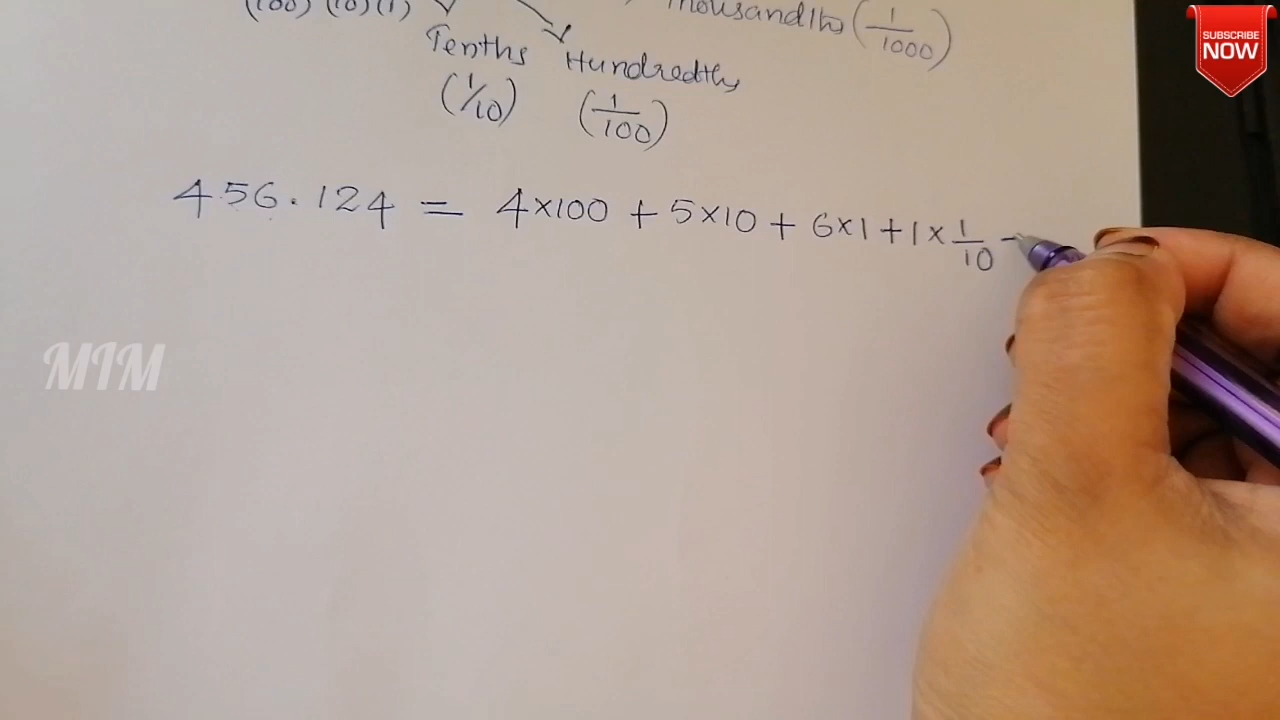 (100) (10) (1)
Thousandths (1/1000)
Tenths Hundredths
(1/10) (1/100)
456.124 = 4×100 + 5×10 + 6×1 + 1× 1/10 -
MIM
SUBSCRIBE
NOW